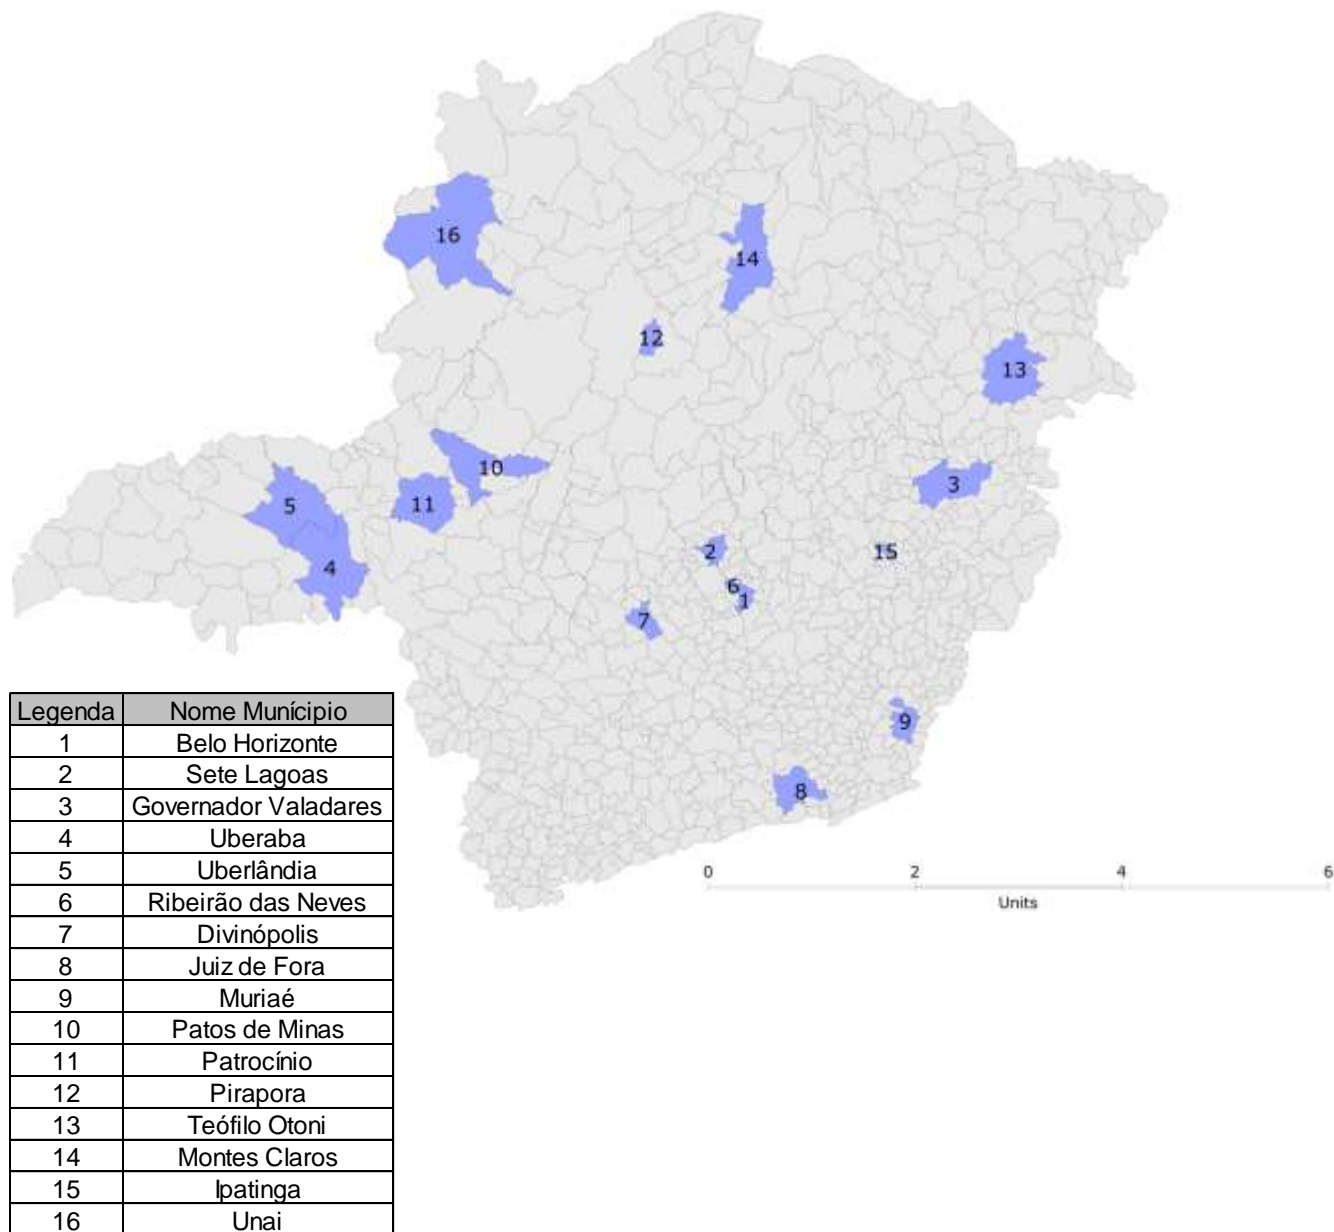 16
14
12
13
10
5
11
3
4
2
15
6
1
7
9
8
0 2 4 6
Units
Legenda Nome Munícipio
1 Belo Horizonte
2 Sete Lagoas
3 Governador Valadares
4 Uberaba
5 Uberlândia
6 Ribeirão das Neves
7 Divinópolis
8 Juiz de Fora
9 Muriaé
10 Patos de Minas
11 Patrocínio
12 Pirapora
13 Teófilo Otoni
14 Montes Claros
15 Ipatinga
16 Unai